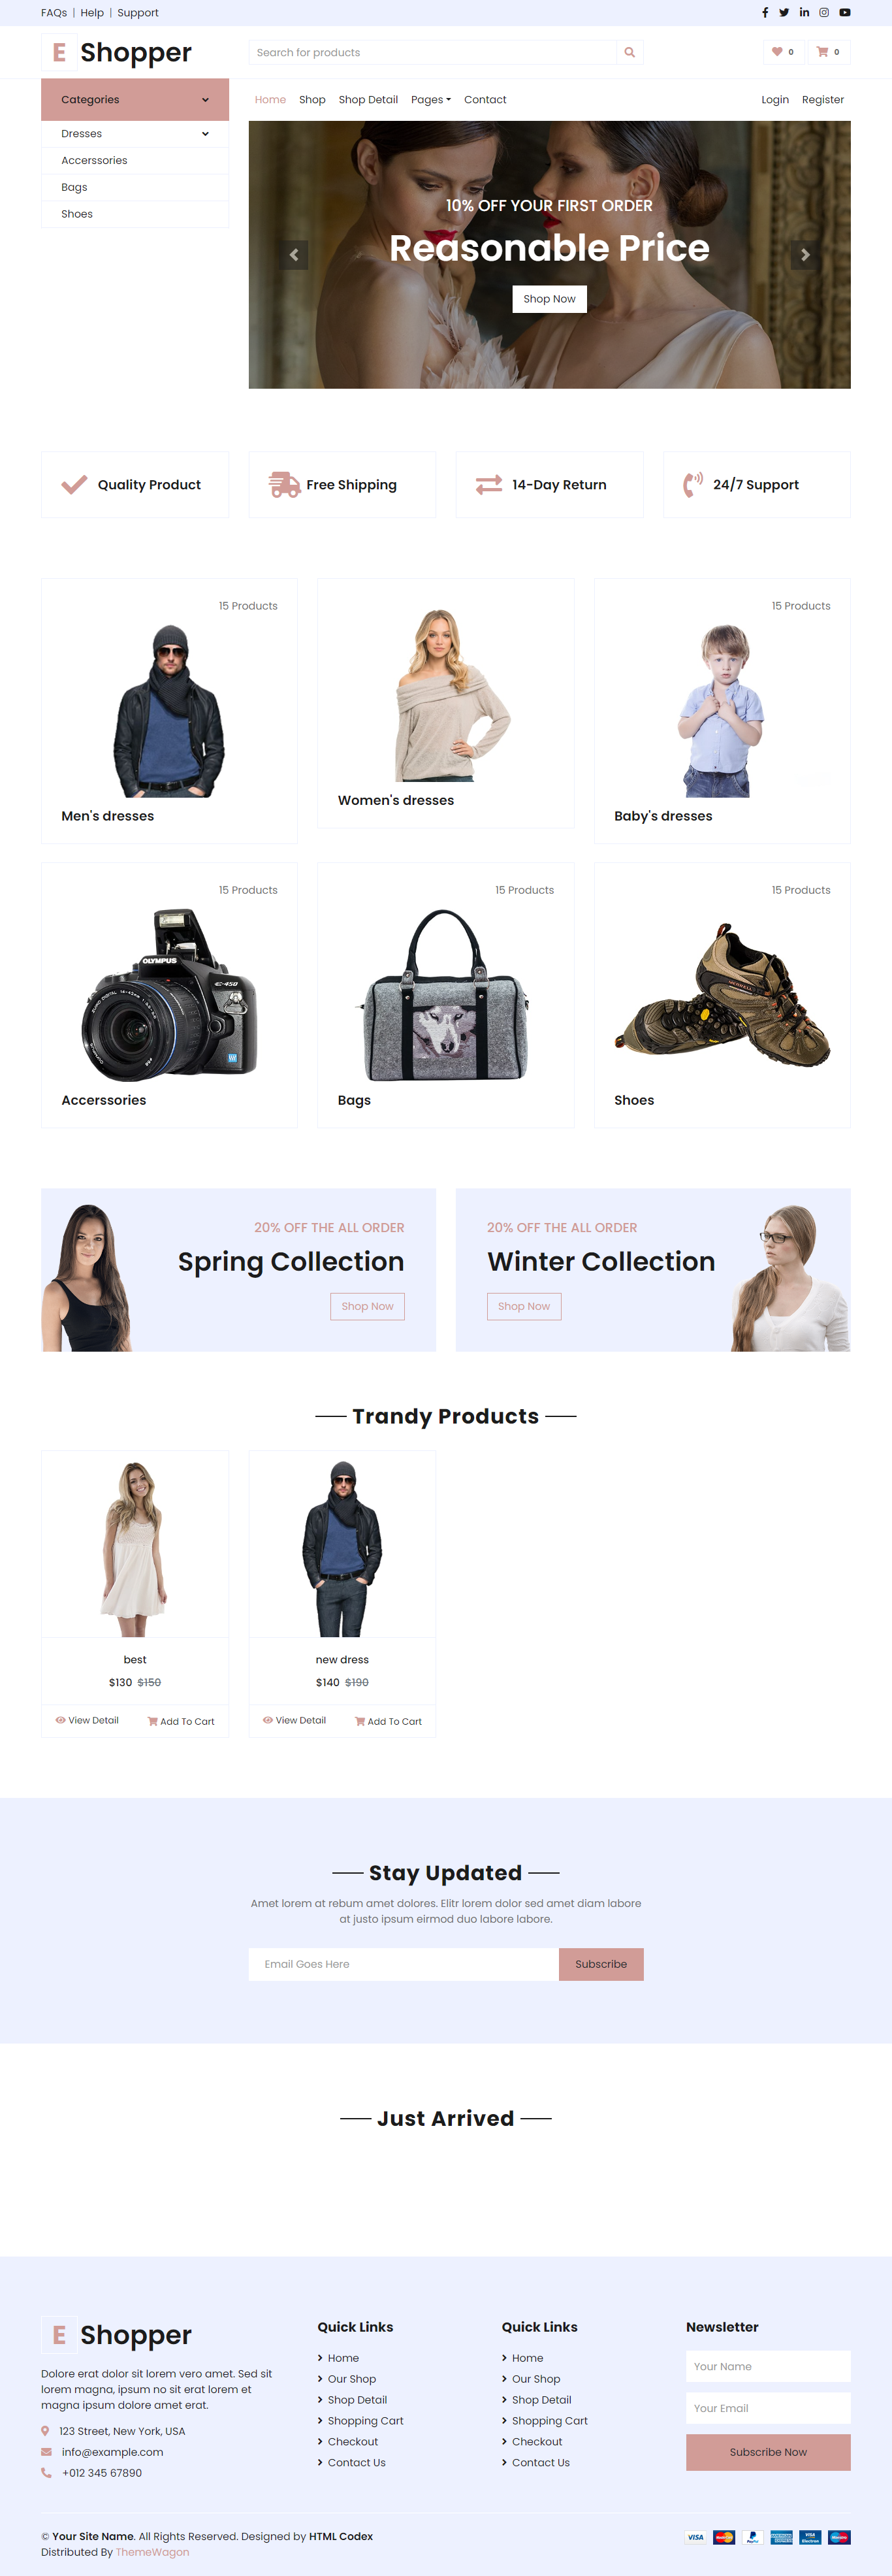 FAQs | Help | Support
E Shopper
Search for products
0
0
Categories
Dresses
Accerssories
Bags
Shoes
Home Shop Shop Detail Pages Contact
Login Register
10% OFF YOUR FIRST ORDER
Reasonable Price
Shop Now
Quality Product
Free Shipping
14-Day Return
24/7 Support
15 Products
Men's dresses
Women's dresses
15 Products
Baby's dresses
15 Products
OLYMPUS
E-450
Accerssories
15 Products
Bags
15 Products
Shoes
20% OFF THE ALL ORDER
Spring Collection
Shop Now
20% OFF THE ALL ORDER
Winter Collection
Shop Now
Trandy Products
best
$130 $150
View Detail Add To Cart
new dress
$140 $190
View Detail Add To Cart
Stay Updated
Amet lorem at rebum amet dolores. Elitr lorem dolor sed amet diam labore
at justo ipsum eirmod duo labore labore.
Email Goes Here
Subscribe
Just Arrived
E Shopper
Dolore erat dolor sit lorem vero amet. Sed sit
lorem magna, ipsum no sit erat lorem et
magna ipsum dolore amet erat.
123 Street, New York, USA
info@example.com
+012 345 67890
Quick Links
Home
Our Shop
Shop Detail
Shopping Cart
Checkout
Contact Us
Quick Links
Home
Our Shop
Shop Detail
Shopping Cart
Checkout
Contact Us
Newsletter
Your Name
Your Email
Subscribe Now
© Your Site Name. All Rights Reserved. Designed by HTML Codex
Distributed By ThemeWagon
VISA
PayPal
VISA
Electron